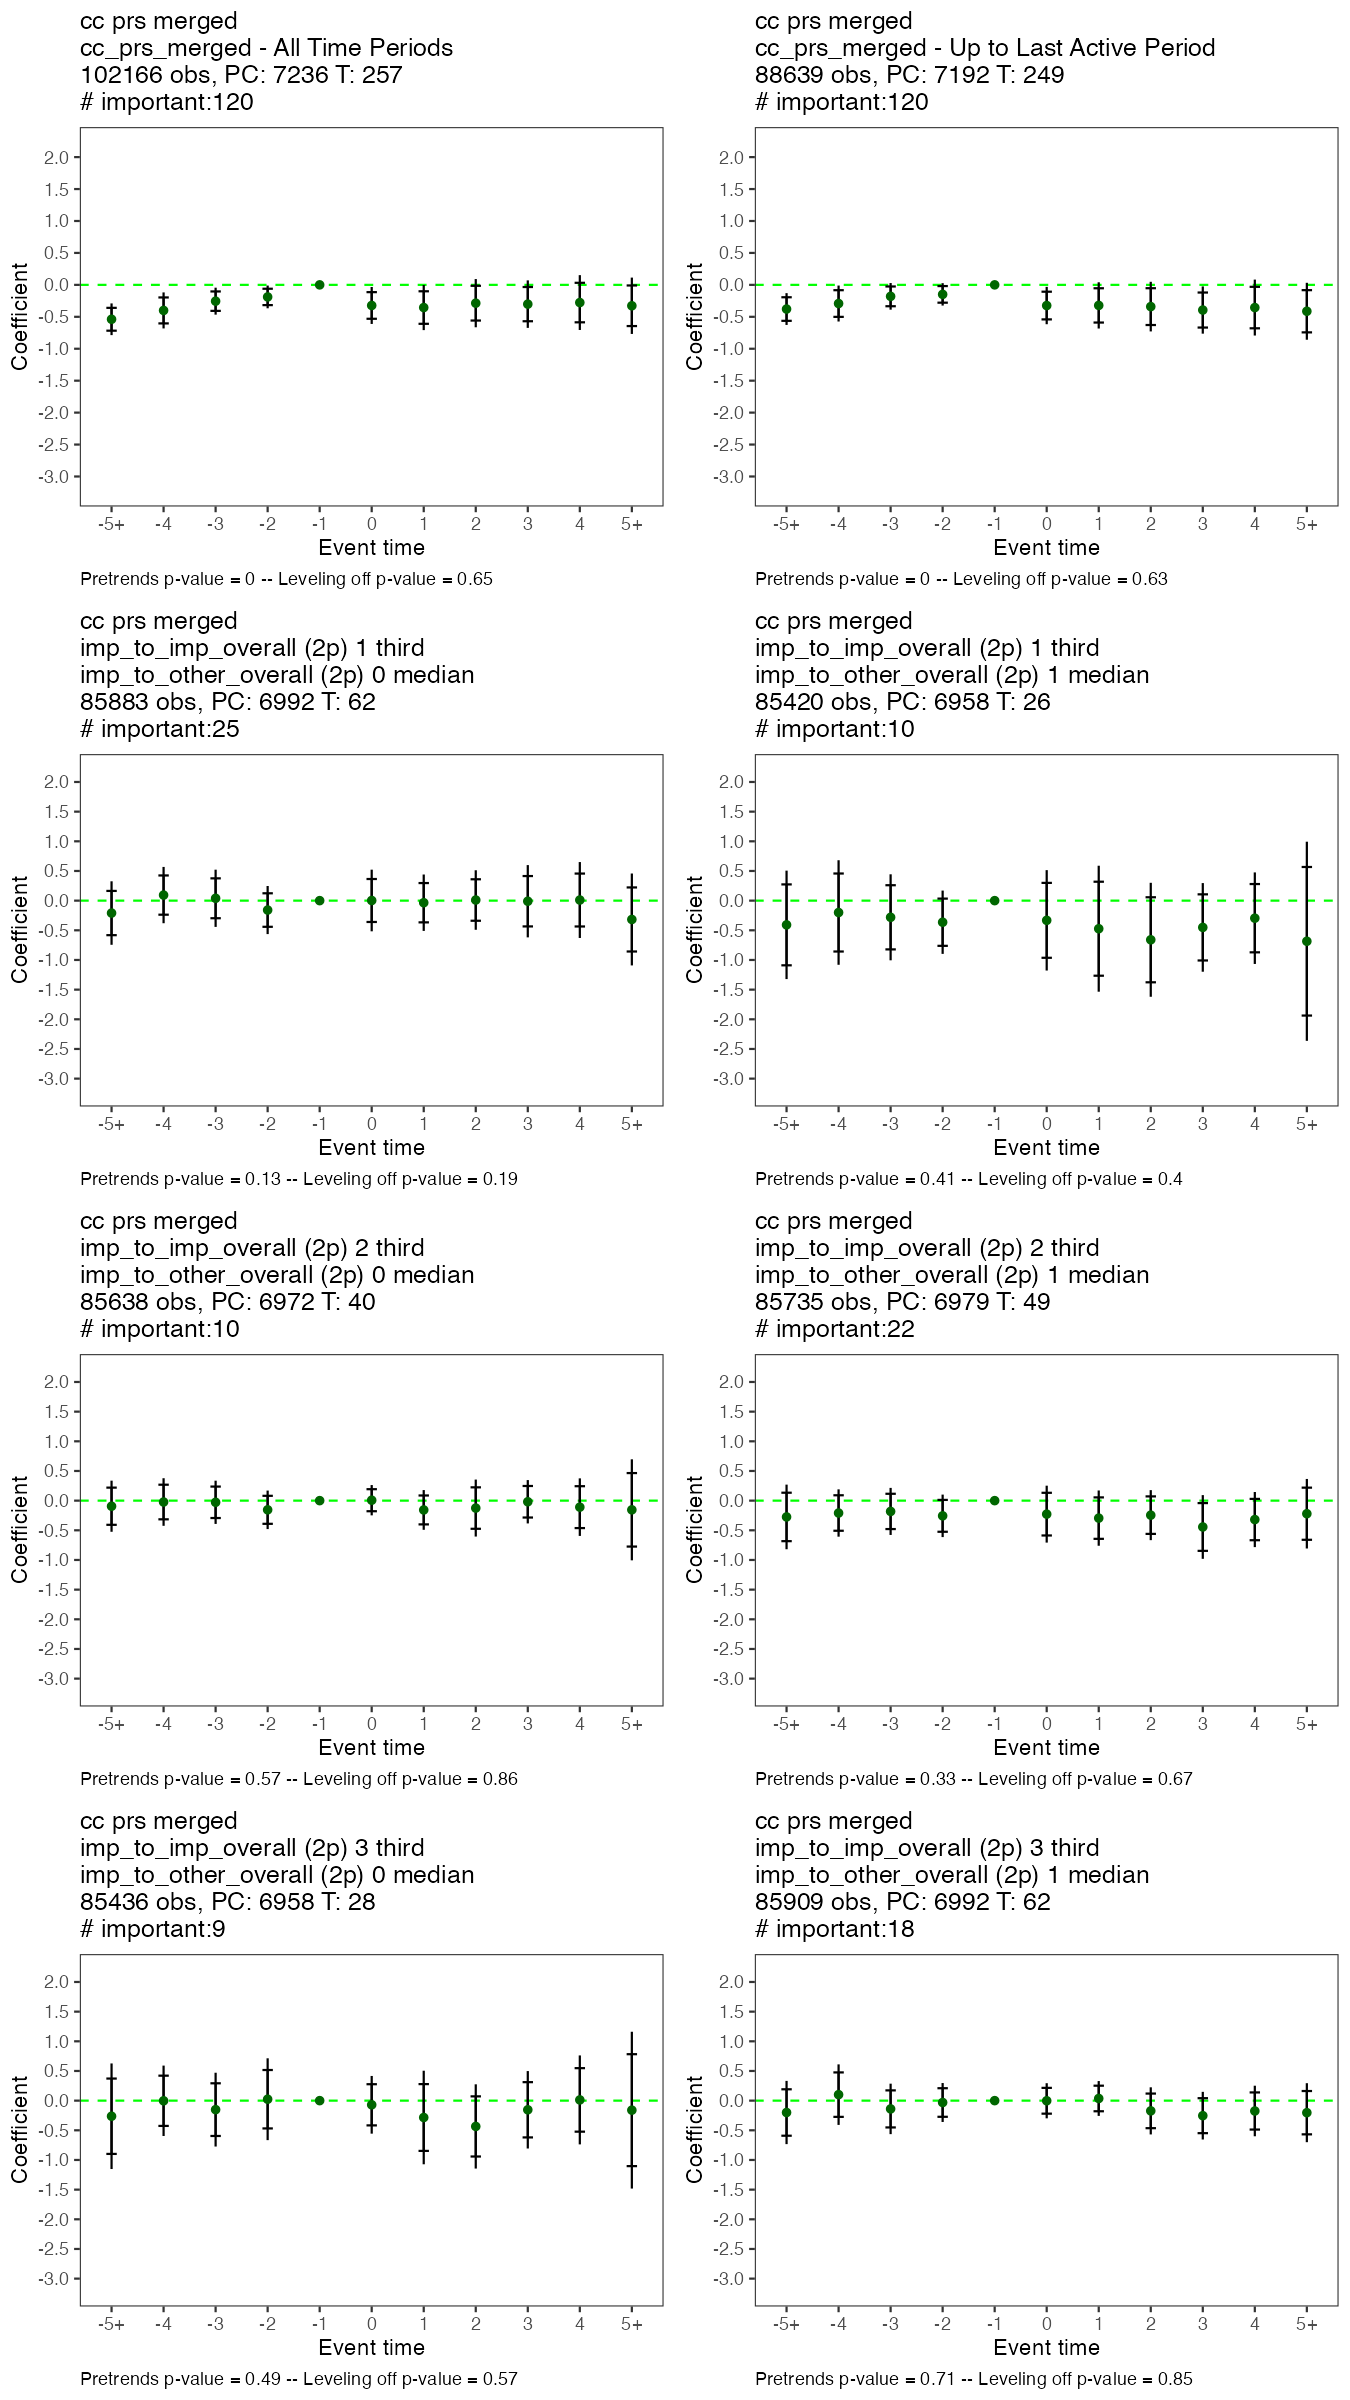 cc prs merged
cc_prs_merged - All Time Periods
102166 obs, PC: 7236 T: 257
# important:120
2.0
1.5
1.0
0.5
0.0
-0.5
-1.0
-1.5
-2.0
-2.5
-3.0
Coefficient
-5+ -4 -3 -2 -1 0 1 2 3 4 5+
Event time
Pretrends p-value = 0 -- Leveling off p-value = 0.65
cc prs merged
cc_prs_merged - Up to Last Active Period
88639 obs, PC: 7192 T: 249
# important:120
2.0
1.5
1.0
0.5
0.0
-0.5
-1.0
-1.5
-2.0
-2.5
-3.0
Coefficient
-5+ -4 -3 -2 -1 0 1 2 3 4 5+
Event time
Pretrends p-value = 0 -- Leveling off p-value = 0.63
cc prs merged
imp_to_imp_overall (2p) 1 third
imp_to_other_overall (2p) 0 median
85883 obs, PC: 6992 T: 62
# important:25
2.0
1.5
1.0
0.5
0.0
-0.5
-1.0
-1.5
-2.0
-2.5
-3.0
Coefficient
-5+ -4 -3 -2 -1 0 1 2 3 4 5+
Event time
Pretrends p-value = 0.13 -- Leveling off p-value = 0.19
cc prs merged
imp_to_imp_overall (2p) 1 third
imp_to_other_overall (2p) 1 median
85420 obs, PC: 6958 T: 26
# important:10
2.0
1.5
1.0
0.5
0.0
-0.5
-1.0
-1.5
-2.0
-2.5
-3.0
Coefficient
-5+ -4 -3 -2 -1 0 1 2 3 4 5+
Event time
Pretrends p-value = 0.41 -- Leveling off p-value = 0.4
cc prs merged
imp_to_imp_overall (2p) 2 third
imp_to_other_overall (2p) 0 median
85638 obs, PC: 6972 T: 40
# important:10
2.0
1.5
1.0
0.5
0.0
-0.5
-1.0
-1.5
-2.0
-2.5
-3.0
Coefficient
-5+ -4 -3 -2 -1 0 1 2 3 4 5+
Event time
Pretrends p-value = 0.57 -- Leveling off p-value = 0.86
cc prs merged
imp_to_imp_overall (2p) 2 third
imp_to_other_overall (2p) 1 median
85735 obs, PC: 6979 T: 49
# important:22
2.0
1.5
1.0
0.5
0.0
-0.5
-1.0
-1.5
-2.0
-2.5
-3.0
Coefficient
-5+ -4 -3 -2 -1 0 1 2 3 4 5+
Event time
Pretrends p-value = 0.33 -- Leveling off p-value = 0.67
cc prs merged
imp_to_imp_overall (2p) 3 third
imp_to_other_overall (2p) 0 median
85436 obs, PC: 6958 T: 28
# important:9
2.0
1.5
1.0
0.5
0.0
-0.5
-1.0
-1.5
-2.0
-2.5
-3.0
Coefficient
-5+ -4 -3 -2 -1 0 1 2 3 4 5+
Event time
Pretrends p-value = 0.49 -- Leveling off p-value = 0.57
cc prs merged
imp_to_imp_overall (2p) 3 third
imp_to_other_overall (2p) 1 median
85909 obs, PC: 6992 T: 62
# important:18
2.0
1.5
1.0
0.5
0.0
-0.5
-1.0
-1.5
-2.0
-2.5
-3.0
Coefficient
-5+ -4 -3 -2 -1 0 1 2 3 4 5+
Event time
Pretrends p-value = 0.71 -- Leveling off p-value = 0.85